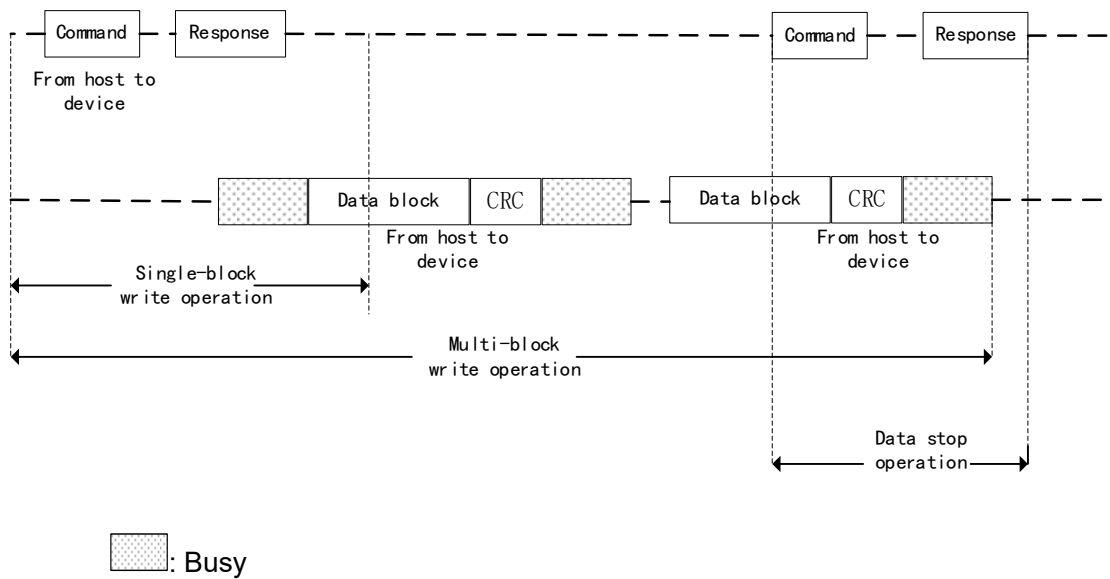 Command
Response
Command
Response
From host to
device
Data block
CRC
Data block
CRC
From host to
device
From host to
device
Single-block
write operation
Multi-block
write operation
Data stop
operation
: Busy